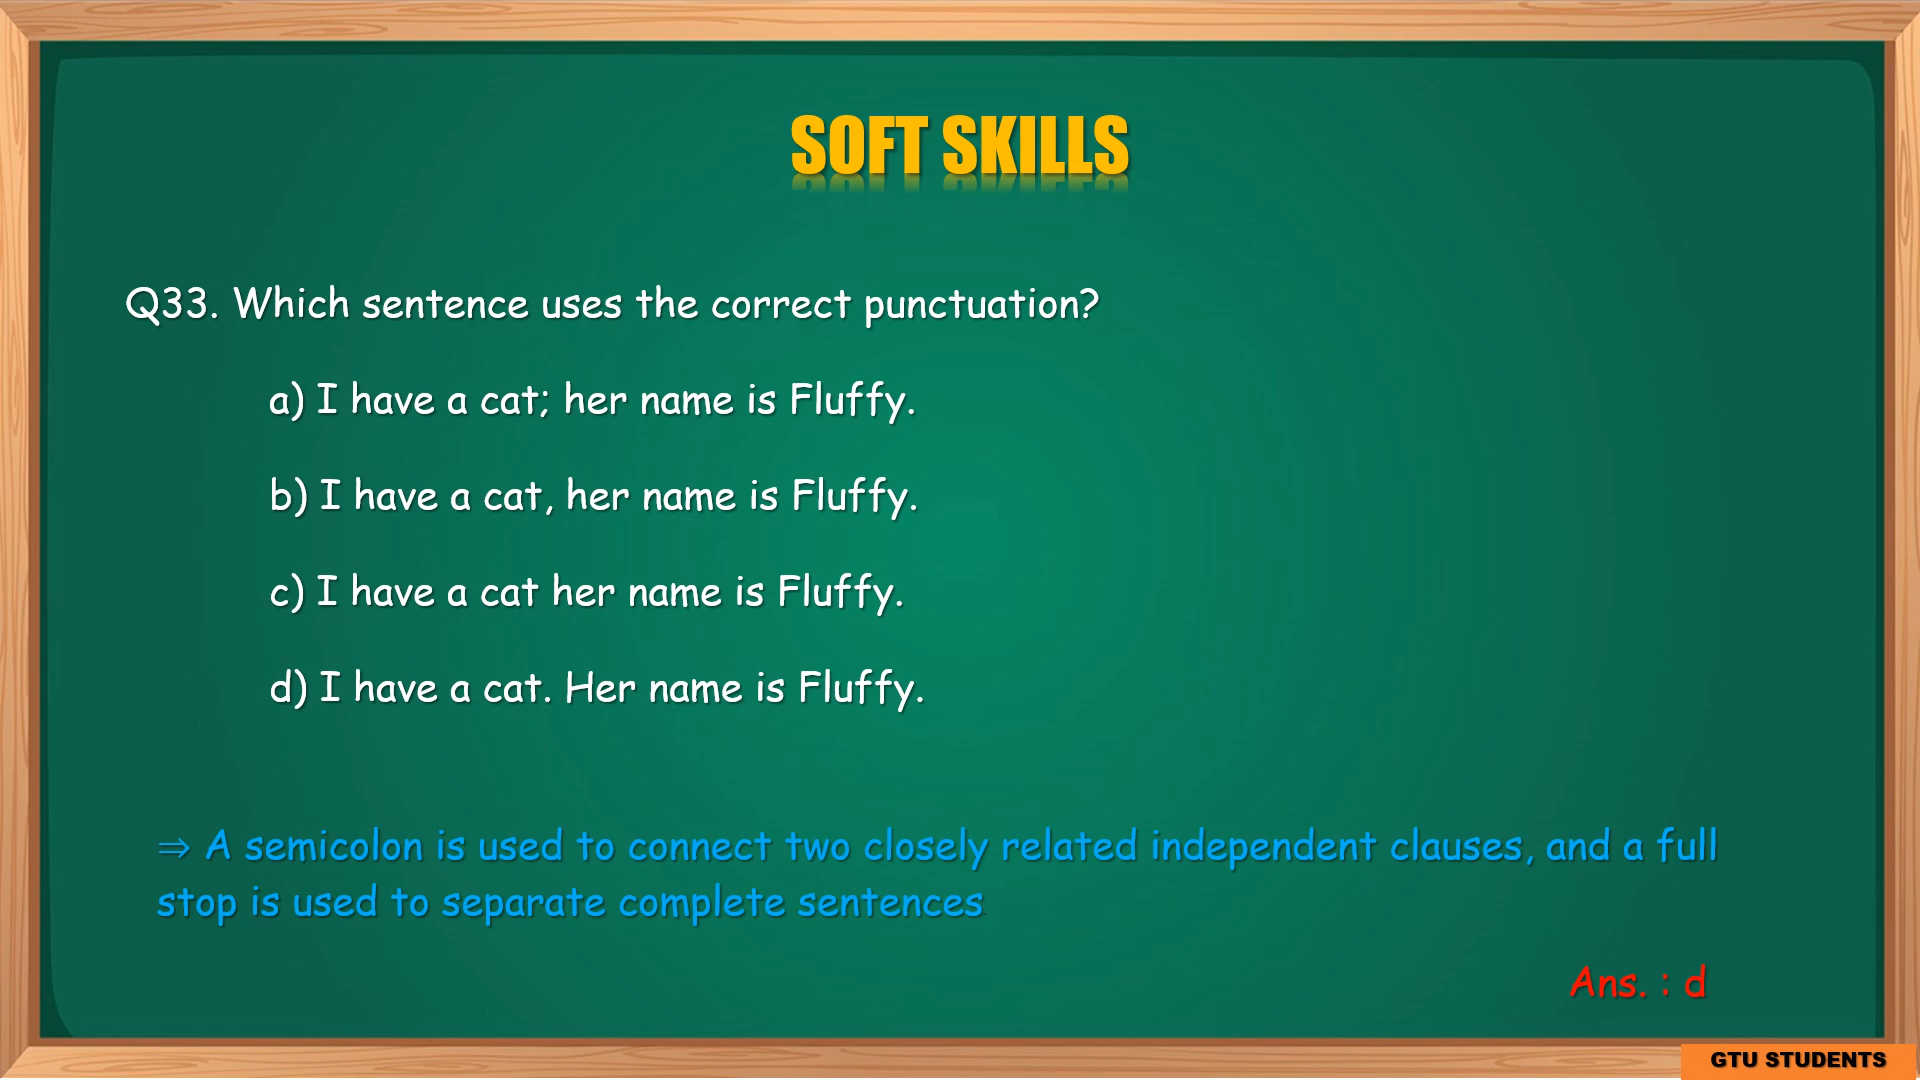 SOFT SKILLS
Q33. Which sentence uses the correct punctuation?
a) I have a cat; her name is Fluffy.
b) I have a cat, her name is Fluffy.
c) I have a cat her name is Fluffy.
d) I have a cat. Her name is Fluffy.
⇒ A semicolon is used to connect two closely related independent clauses, and a full
stop is used to separate complete sentences.
Ans. : d
GTU STUDENTS